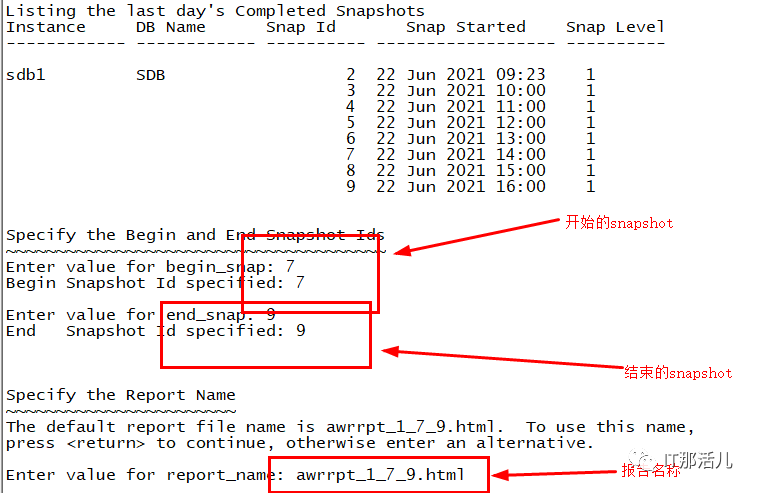 Listing the last day's Completed Snapshots
Instance     DB Name      Snap Id       Snap Started    Snap Level
------------ ------------ ---------- ------------------ ----------
sdb1         SDB                  2  22 Jun 2021 09:23    1
3  22 Jun 2021 10:00    1
4  22 Jun 2021 11:00    1
5  22 Jun 2021 12:00    1
6  22 Jun 2021 13:00    1
7  22 Jun 2021 14:00    1
8  22 Jun 2021 15:00    1
9  22 Jun 2021 16:00    1
开始的snapshot
Specify the Begin and End Snapshot Ids
~~~~~~~~~~~~~~~~~~~~~~~~~~~~~~~~~~~~~~
Enter value for begin_snap: 7
Begin Snapshot Id specified: 7
Enter value for end_snap: 9
End   Snapshot Id specified: 9
结束的snapshot
Specify the Report Name
~~~~~~~~~~~~~~~~~~~~~~~
The default report file name is awrrpt_1_7_9.html.  To use this name,
press <return> to continue, otherwise enter an alternative.
Enter value for report_name: awrrpt_1_7_9.html
报告名称
IT那活儿